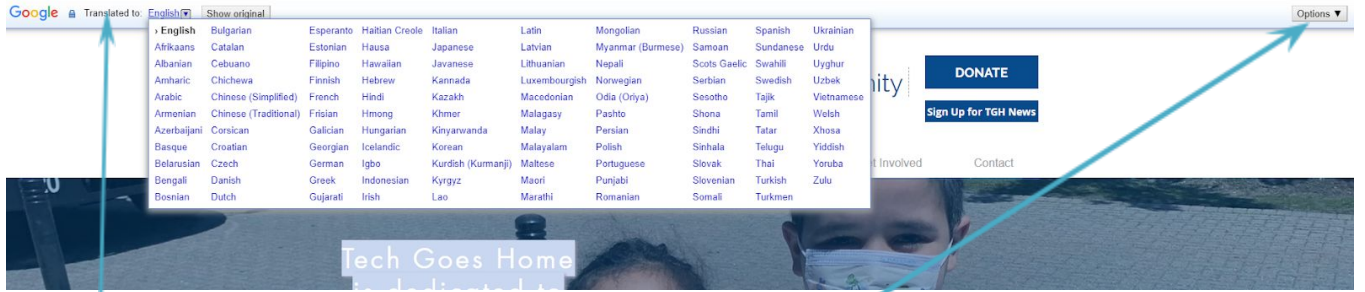 Google Translated to: English Show original Options ▼
› English Bulgarian Esperanto Haitian Creole Italian Latin Mongolian Russian Spanish Ukrainian
Afrikaans Catalan Estonian Hausa Japanese Latvian Myanmar (Burmese) Samoan Sundanese Urdu
Albanian Cebuano Filipino Hawaiian Javanese Lithuanian Nepali Scots Gaelic Swahili Uyghur
Amharic Chichewa Finnish Hebrew Kannada Luxembourgish Norwegian Serbian Swedish Uzbek
Arabic Chinese (Simplified) French Hindi Kazakh Macedonian Odia (Oriya) Sesotho Tajik Vietnamese
Armenian Chinese (Traditional) Frisian Hmong Khmer Malagasy Pashto Shona Tamil Welsh
Azerbaijani Corsican Galician Hungarian Kinyarwanda Malay Persian Sindhi Tatar Xhosa
Basque Croatian Georgian Icelandic Korean Malayalam Polish Sinhala Telugu Yiddish
Belarusian Czech German Igbo Kurdish (Kurmanji) Maltese Portuguese Slovak Thai Yoruba
Bengali Danish Greek Indonesian Kyrgyz Maori Punjabi Slovenian Turkish Zulu
Bosnian Dutch Gujarati Irish Lao Marathi Romanian Somali Turkmen
nity
DONATE
Sign Up for TGH News
et Involved Contact
Tech Goes Home
is dedicated to